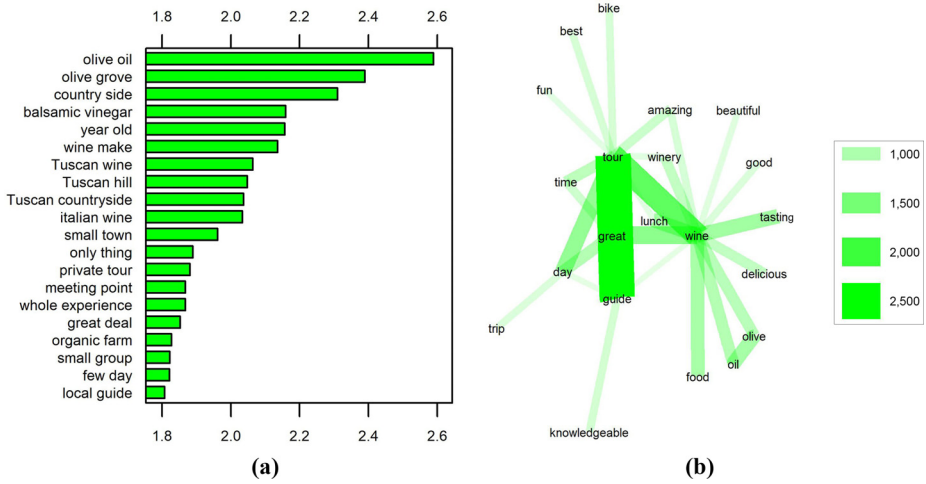 1.8 2.0 2.2 2.4 2.6
olive oil
olive grove
country side
balsamic vinegar
year old
wine make
Tuscan wine
Tuscan hill
Tuscan countryside
italian wine
small town
only thing
private tour
meeting point
whole experience
great deal
organic farm
small group
few day
local guide
1.8 2.0 2.2 2.4 2.6
(a)
bike
best
fun
amazing
beautiful
tour
winery
good
time
lunch
tasting
great
wine
day
delicious
guide
trip
olive
oil
food
knowledgeable
1,000
1,500
2,000
2,500
(b)